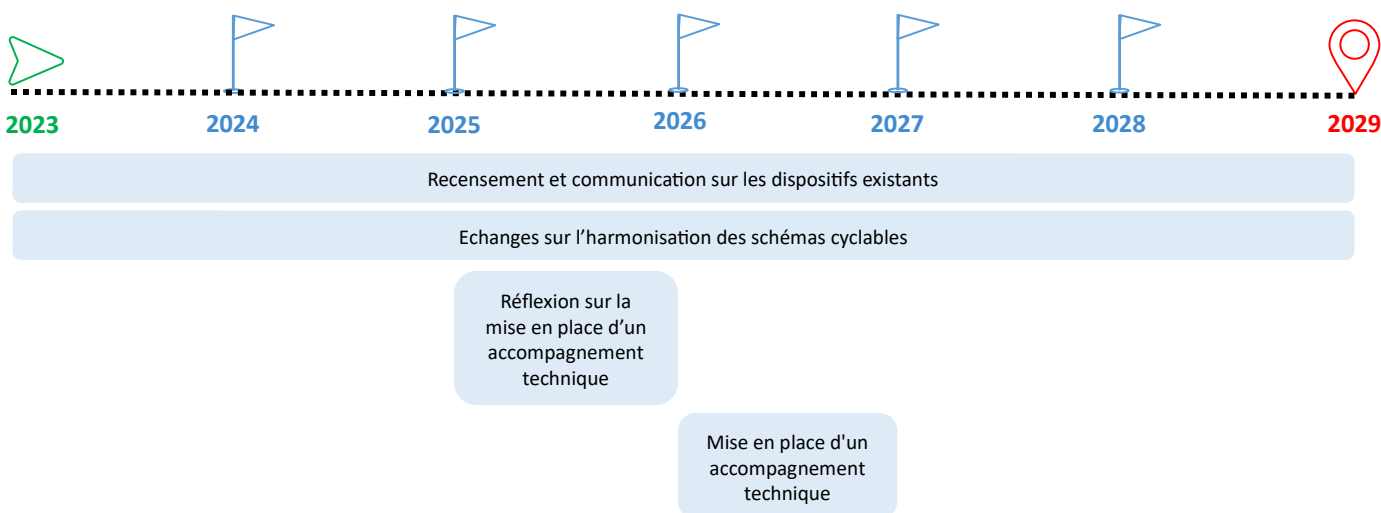 2023 2024 2025 2026 2027 2028 2029
Recensement et communication sur les dispositifs existants
Echanges sur l’harmonisation des schémas cyclables
Réflexion sur la
mise en place d’un
accompagnement
technique
Mise en place d'un
accompagnement
technique